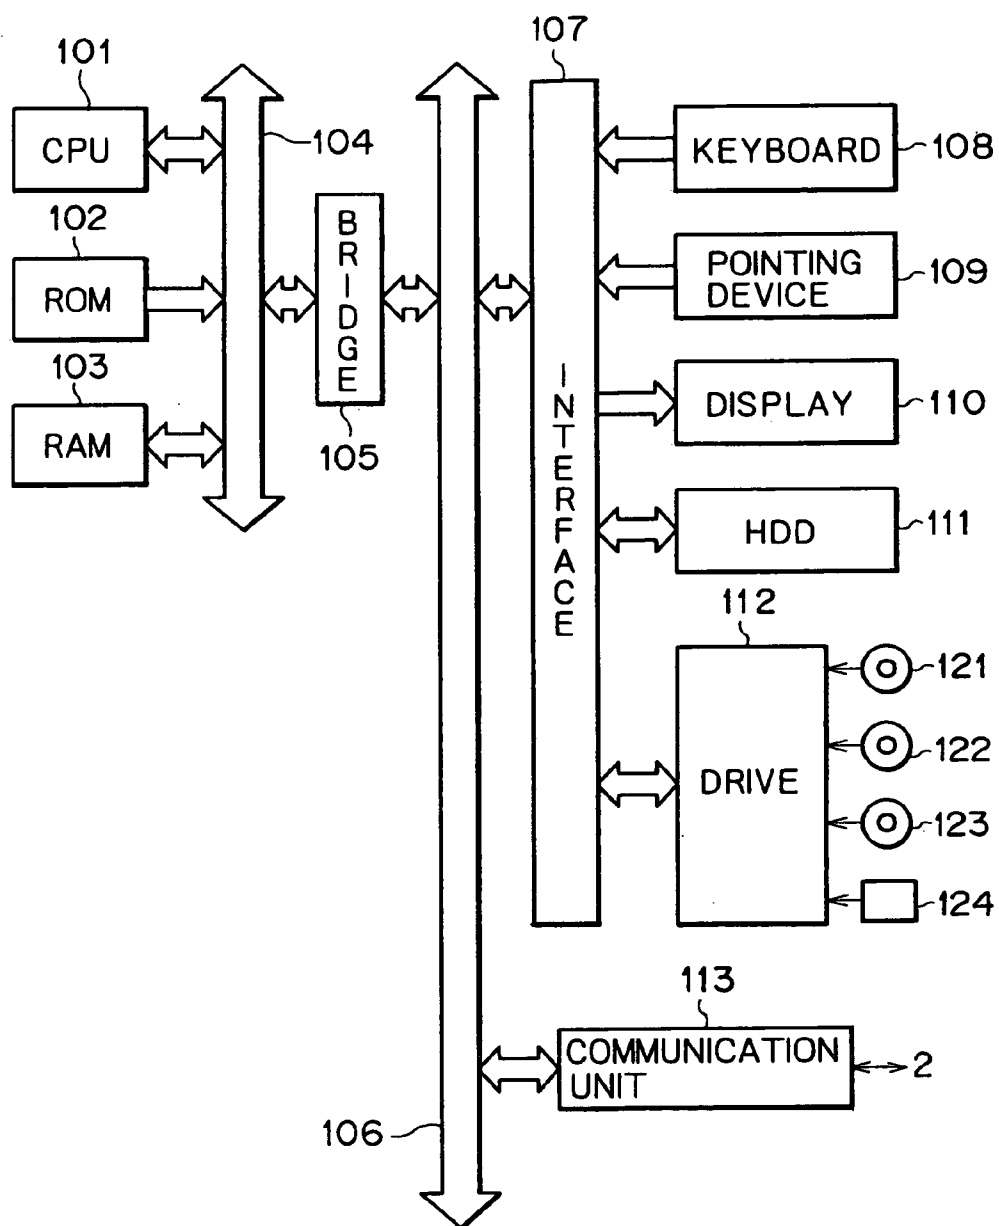 101
CPU
102
ROM
103
RAM
104
BRIDGE
105
106
107
INTERFACE
KEYBOARD
108
POINTING
DEVICE
109
DISPLAY
110
HDD
111
112
DRIVE
121
122
123
124
113
COMMUNICATION
UNIT
2